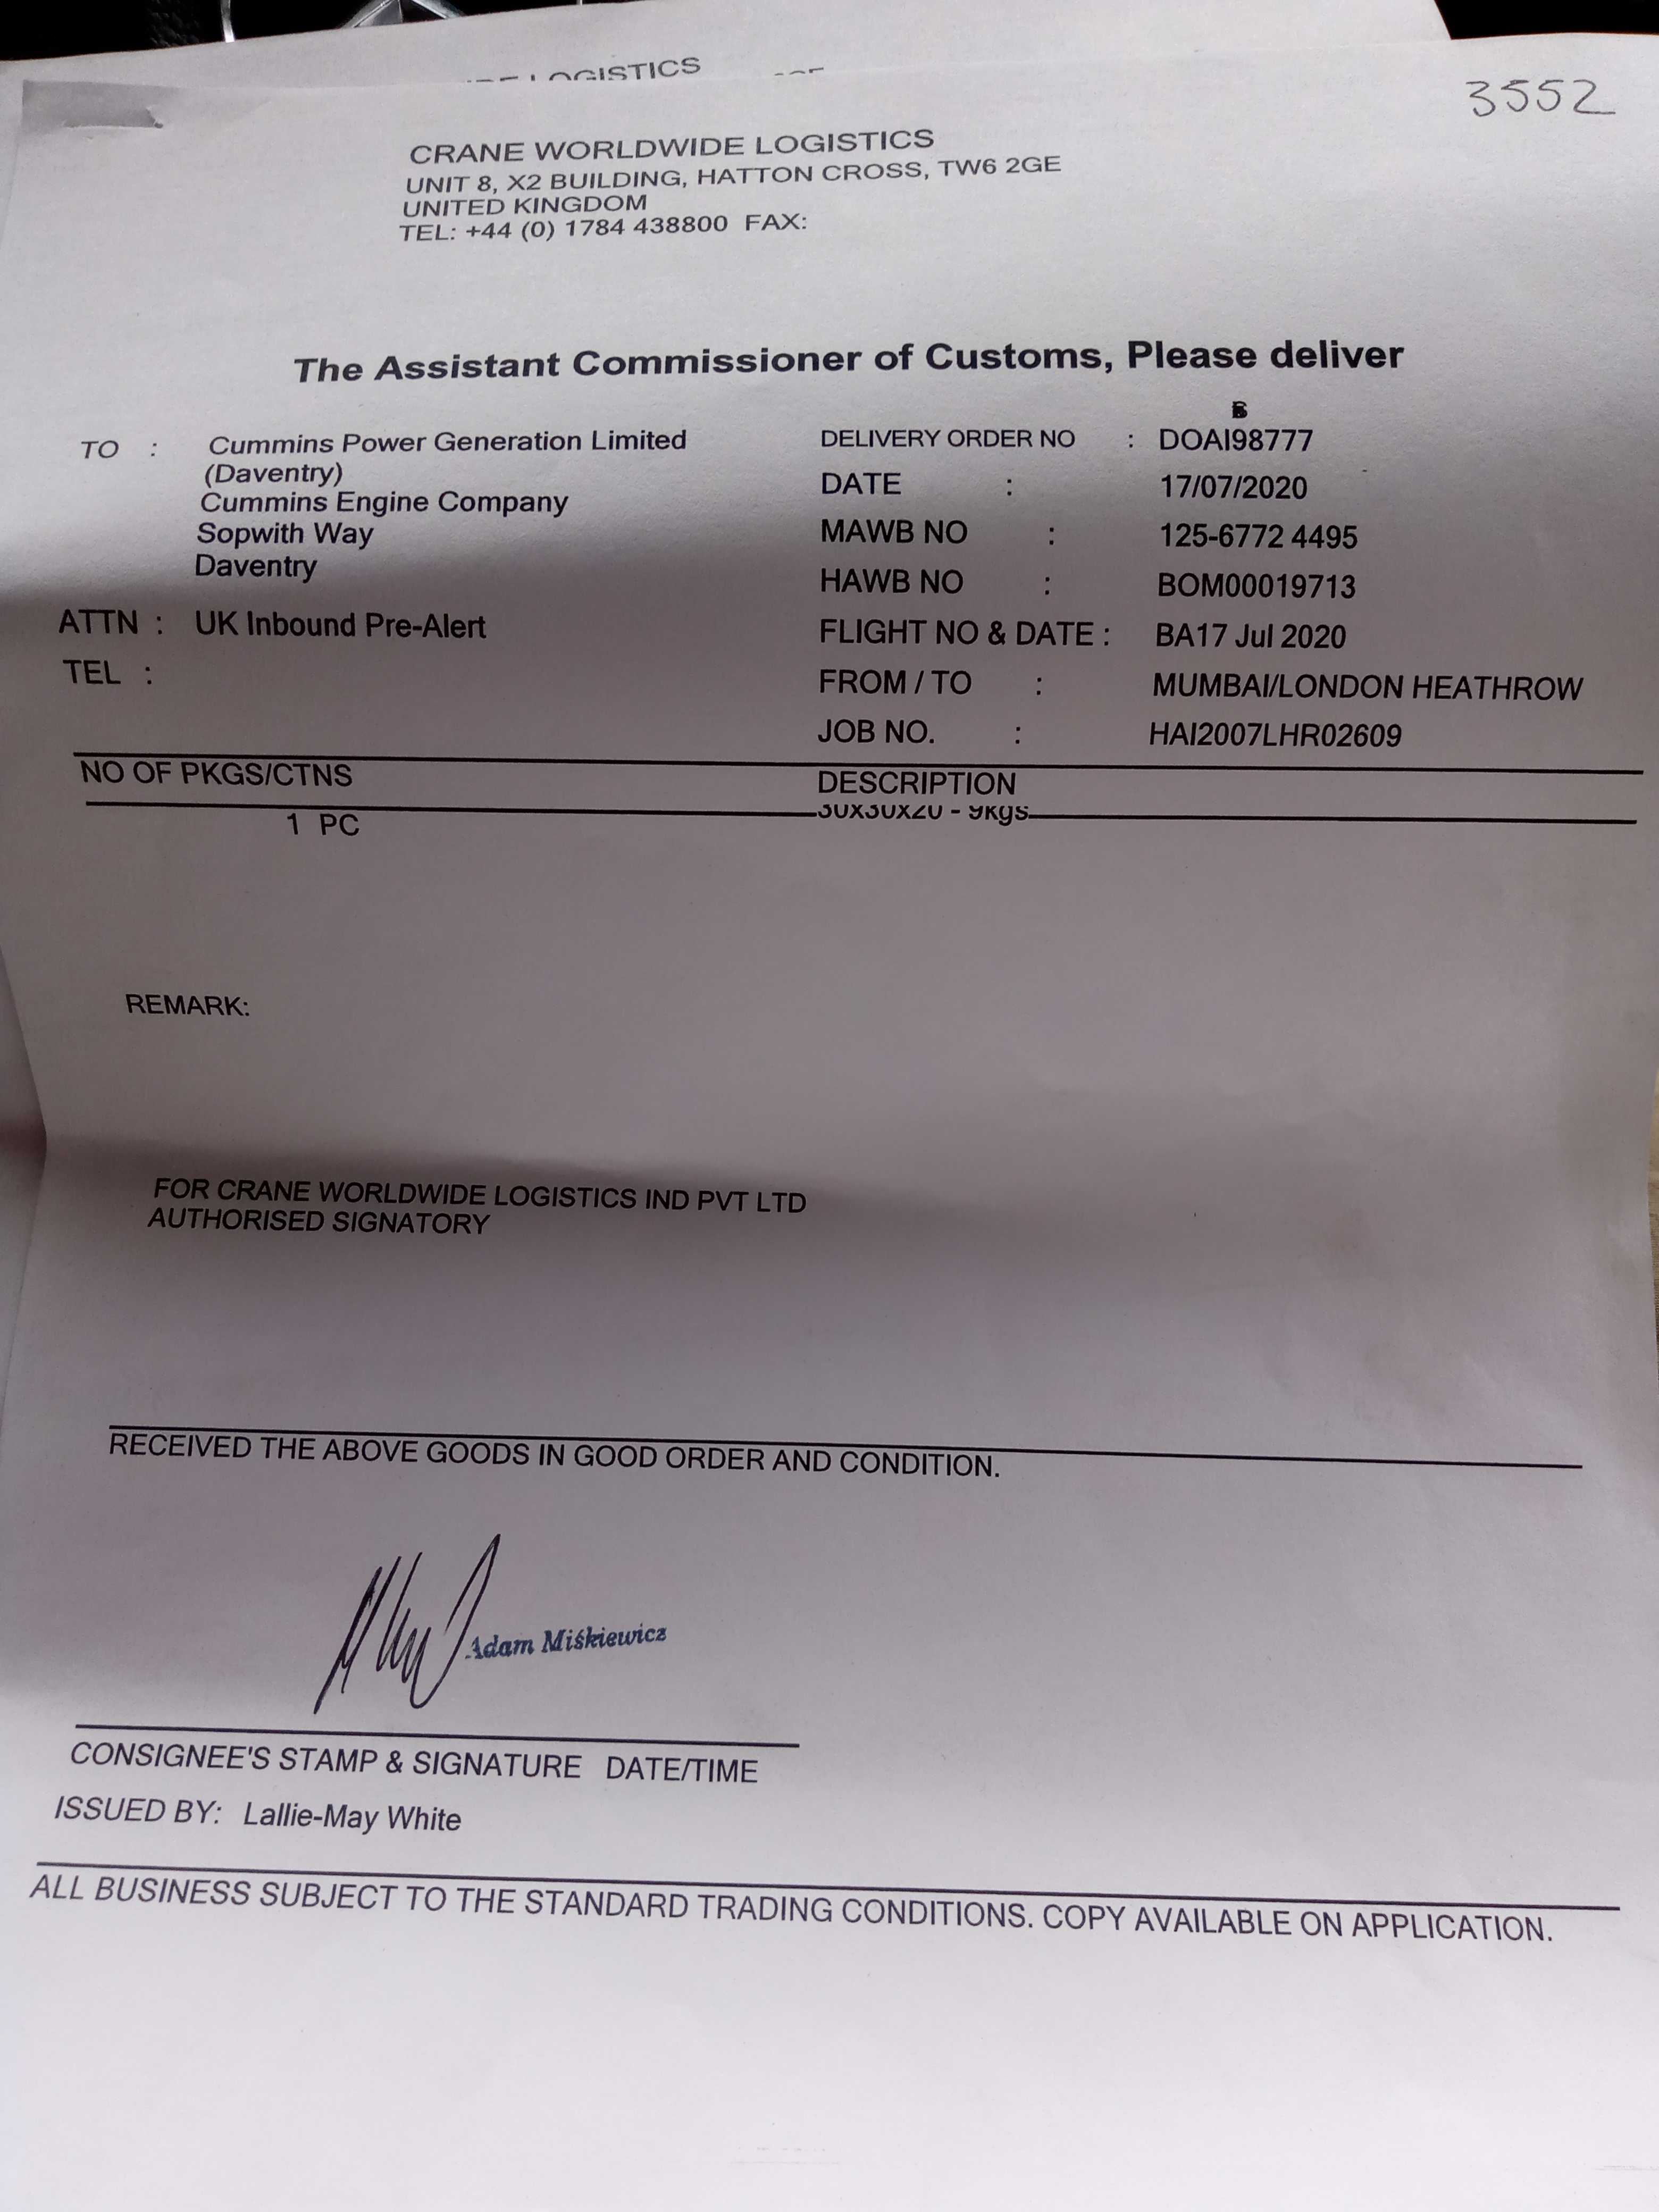 LOGISTICS
3552
CRANE WORLDWIDE LOGISTICS
UNIT 8, X2 BUILDING, HATTON CROSS, TW6 2GE
UNITED KINGDOM
TEL: +44 (0) 1784 438800 FAX:
The Assistant Commissioner of Customs, Please deliver
TO : Cummins Power Generation Limited
(Daventry)
Cummins Engine Company
Sopwith Way
Daventry
ATTN : UK Inbound Pre-Alert
TEL :
DELIVERY ORDER NO : DOAI98777
DATE : 17/07/2020
MAWB NO : 125-6772 4495
HAWB NO : BOM00019713
FLIGHT NO & DATE : BA17 Jul 2020
FROM / TO : MUMBAI/LONDON HEATHROW
JOB NO. : HAI2007LHR02609
NO OF PKGS/CTNS DESCRIPTION
1 PC - 9kgs
REMARK:
FOR CRANE WORLDWIDE LOGISTICS IND PVT LTD
AUTHORISED SIGNATORY
RECEIVED THE ABOVE GOODS IN GOOD ORDER AND CONDITION.
Adam Miśkiewicz
CONSIGNEE'S STAMP & SIGNATURE DATE/TIME
ISSUED BY: Lallie-May White
ALL BUSINESS SUBJECT TO THE STANDARD TRADING CONDITIONS. COPY AVAILABLE ON APPLICATION.